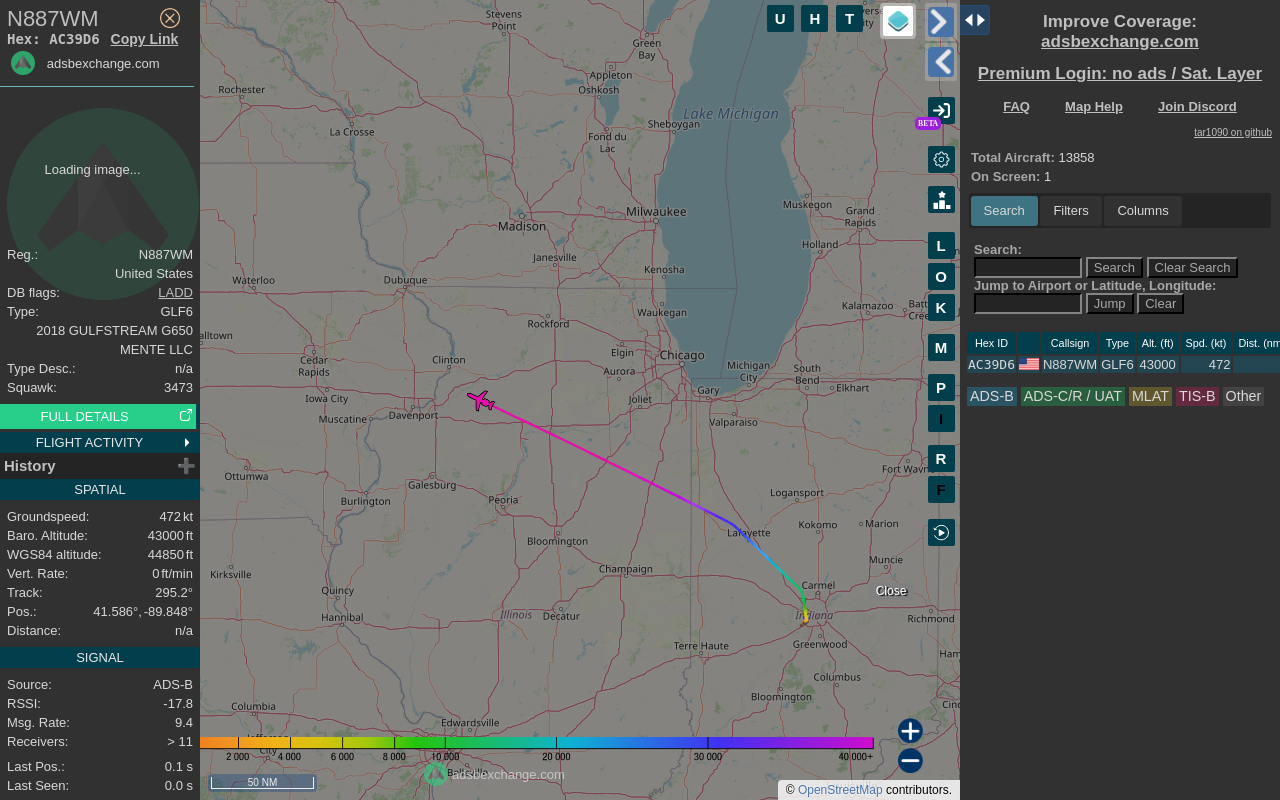 N887WM
Hex: AC39D6 Copy Link
adsbexchange.com
Loading image...
Reg.: N887WM
United States
DB flags: LADD
Type: GLF6
2018 GULFSTREAM G650
MENTE LLC
Type Desc.: n/a
Squawk: 3473
FULL DETAILS
FLIGHT ACTIVITY
History
SPATIAL
Groundspeed: 472 kt
Baro. Altitude: 43000 ft
WGS84 altitude: 44850 ft
Vert. Rate: 0 ft/min
Track: 295.2°
Pos.: 41.586°, -89.848°
Distance: n/a
SIGNAL
Source: ADS-B
RSSI: -17.8
Msg. Rate: 9.4
Receivers: > 11
Last Pos.: 0.1 s
Last Seen: 0.0 s
Stevens
Point
Green
Bay
Appleton
Oshkosh
Rochester
La Crosse
Fond du
Lac
Sheboygan
Lake Michigan
Madison
Milwaukee
Muskegon
Grand
Rapids
Holland
Janesville
Kenosha
Waterloo
Dubuque
Waukegan
Kalamazoo
Rockford
alltown
Cedar
Rapids
Clinton
Elgin
Chicago
Aurora
Michigan
City
South
Bend
Elkhart
Gary
Iowa City
Joliet
Muscatine
Davenport
Valparaiso
Ottumwa
Galesburg
Fort Wayn
Burlington
Peoria
Logansport
Lafayette
Kokomo
Marion
Bloomington
Muncie
Kirksville
Champaign
Quincy
Carmel
Close
Hannibal
Illinois
Decatur
Indiana
Richmond
Greenwood
Terre Haute
Ham
Columbus
Bloomington
Columbia
Cinc
Edwardsville
Jefferson
City
Belleville
2 000 4 000 6 000 8 000 10 000 20 000 30 000 40 000+
adsbexchange.com
50 NM
© OpenStreetMap contributors.
U H T
BETA
L
O
K
M
P
I
R
F
Improve Coverage:
adsbexchange.com
Premium Login: no ads / Sat. Layer
FAQ Map Help Join Discord
tar1090 on github
Total Aircraft: 13858
On Screen: 1
Search Filters Columns
Search:
Search Clear Search
Jump to Airport or Latitude, Longitude:
Jump Clear
Hex ID Callsign Type Alt. (ft) Spd. (kt) Dist. (nm
AC39D6 N887WM GLF6 43000 472
ADS-B ADS-C/R / UAT MLAT TIS-B Other